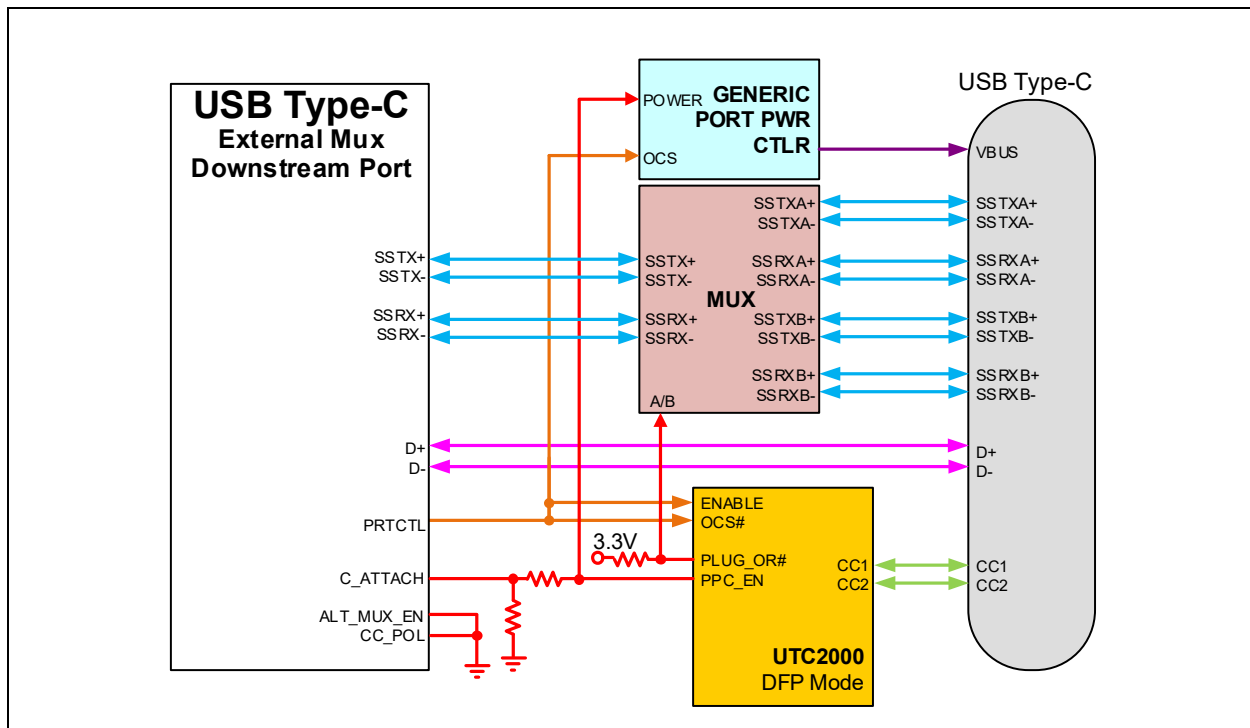 USB Type-C
External Mux
Downstream Port
SSTX+
SSTX-
SSRX+
SSRX-
D+
D-
PRTCTL
C_ATTACH
ALT_MUX_EN
CC_POL
POWER
GENERIC
PORT PWR
CTLR
OCS
SSTXA+
SSTXA-
SSTX+
SSTX-
SSRXA+
SSRXA-
MUX
SSRX+
SSRX-
SSTXB+
SSTXB-
SSRXB+
SSRXB-
A/B
3.3V
ENABLE
OCS#
PLUG_OR#
PPC_EN
CC1
CC2
UTC2000
DFP Mode
USB Type-C
VBUS
SSTXA+
SSTXA-
SSRXA+
SSRXA-
SSTXB+
SSTXB-
SSRXB+
SSRXB-
D+
D-
CC1
CC2